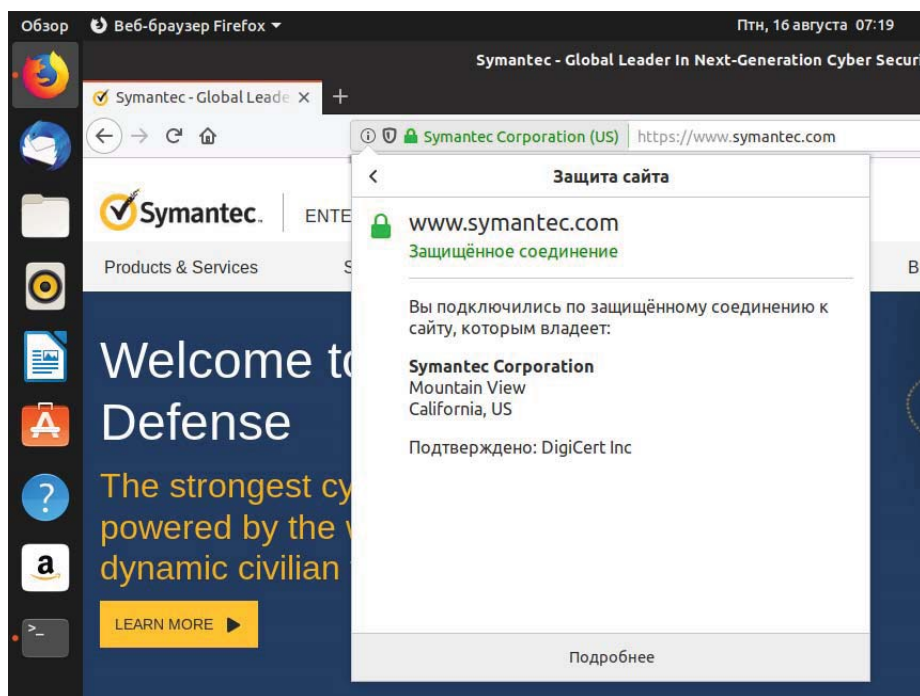 Обзор Веб-браузер Firefox Птн, 16 августа 07:19
Symantec - Global Leader In Next-Generation Cyber Securi
Symantec - Global Leade
Symantec Corporation (US) https://www.symantec.com
Защита сайта
Symantec. ENTE
www.symantec.com
Защищённое соединение
Products & Services S B
Вы подключились по защищённому соединению к
сайту, которым владеет:
Symantec Corporation
Mountain View
California, US
Подтверждено: DigiCert Inc
Welcome to
Defense
The strongest cy
powered by the w
dynamic civilian
LEARN MORE
Подробнее